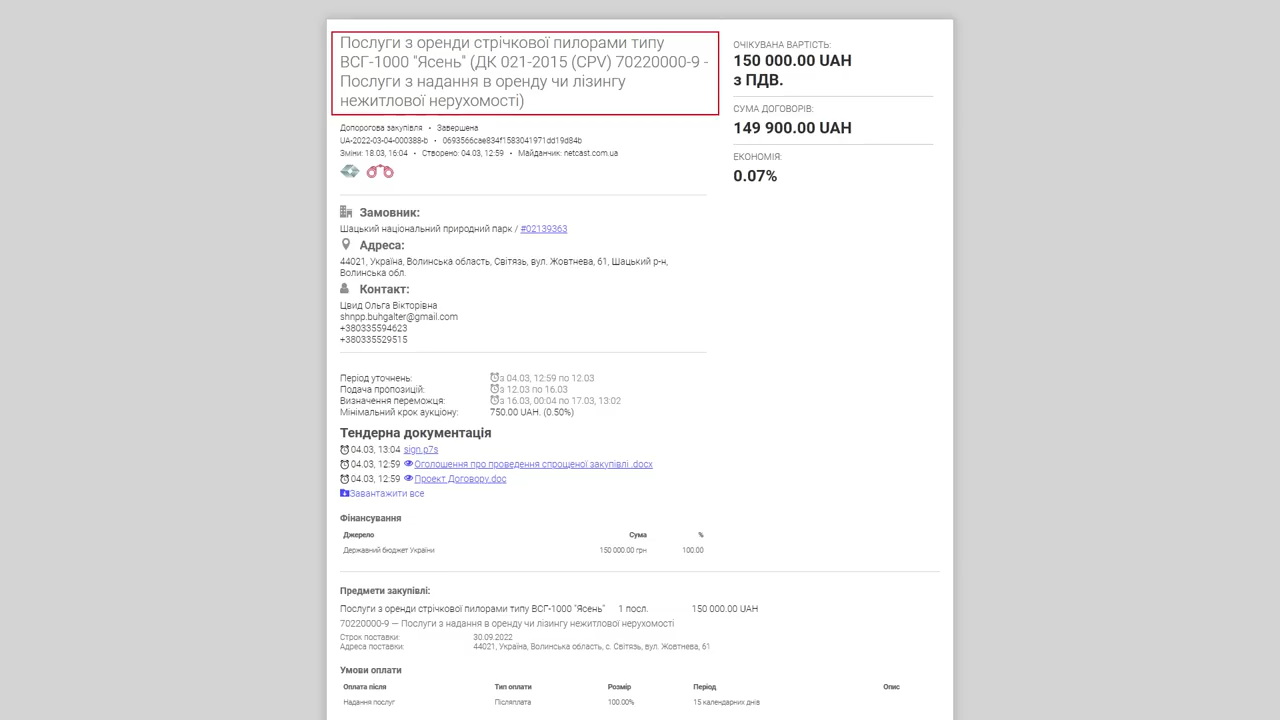 Послуги з оренди стрічкової пилорами типу
ВСГ-1000 "Ясень" (ДК 021-2015 (CPV) 70220000-9 -
Послуги з надання в оренду чи лізингу
нежитлової нерухомості)
Допорогова закупівля • Завершена
UA-2022-03-04-000388-b • 0693566cae834f1583041971dd19d84b
Зміни: 18.03, 16:04 • Створено: 04.03, 12:59 • Майданчик: netcast.com.ua
ОЧІКУВАНА ВАРТІСТЬ:
150 000.00 UAH
з ПДВ.
СУМА ДОГОВОРІВ:
149 900.00 UAH
ЕКОНОМІЯ:
0.07%
Замовник:
Шацький національний природний парк / #02139363
Адреса:
44021, Україна, Волинська область, Світязь, вул. Жовтнева, 61, Шацький р-н,
Волинська обл.
Контакт:
Цвид Ольга Вікторівна
shnpp.buhgalter@gmail.com
+380335594623
+380335529515
Період уточнень: з 04.03, 12:59 по 12.03
Подача пропозицій: з 12.03 по 16.03
Визначення переможця: з 16.03, 00:04 по 17.03, 13:02
Мінімальний крок аукціону: 750.00 UAH. (0.50%)
Тендерна документація
04.03, 13:04 sign.p7s
04.03, 12:59 Оголошення про проведення спрощеної закупівлі .docx
04.03, 12:59 Проект Договору.doc
Завантажити все
Фінансування
Джерело Сума %
Державний бюджет України 150 000.00 грн 100.00
Предмети закупівлі:
Послуги з оренди стрічкової пилорами типу ВСГ-1000 "Ясень" 1 посл. 150 000.00 UAH
70220000-9 — Послуги з надання в оренду чи лізингу нежитлової нерухомості
Строк поставки: 30.09.2022
Адреса поставки: 44021, Україна, Волинська область, с. Світязь, вул. Жовтнева, 61
Умови оплати
Оплата після Тип оплати Розмір Період Опис
Надання послуг Післяплата 100.00% 15 календарних днів